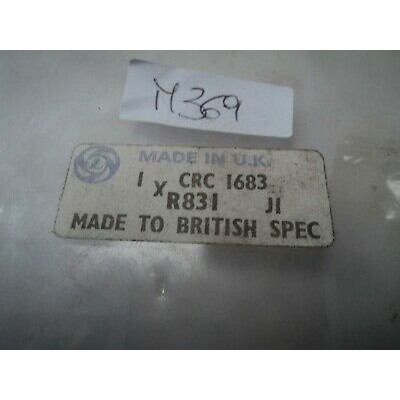 M369
MADE IN U.K.
1 X CRC 1683
R831 J1
MADE TO BRITISH SPEC